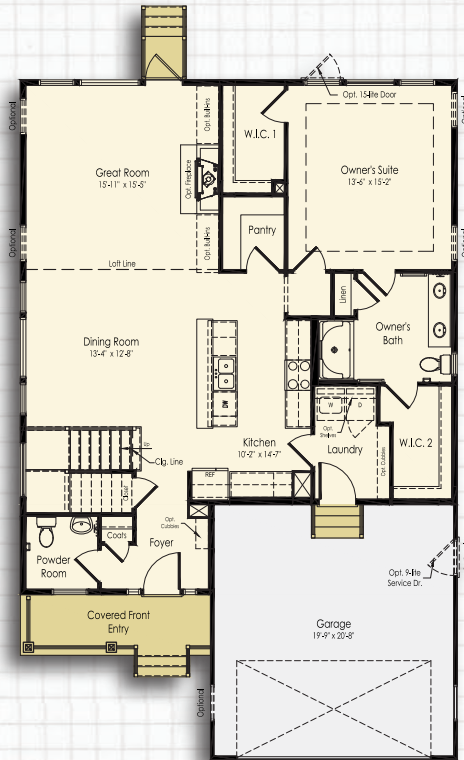 Opt. 15-lite Door
Optional
Optional
Opt. Built-ins
W.I.C. 1
Great Room
15'-11" x 15'-5"
Opt. Fireplace
Owner's Suite
13'-6" x 15'-2"
Pantry
Optional
Opt. Built-ins
Loft Line
Linen
Owner's
Bath
Dining Room
13'-4" x 12'-8"
W
D
Opt.
Shelves
W.I.C. 2
Up
Clg. Line
Kitchen
10'-2" x 14'-7"
Laundry
Opt. Cubbies
REF
Closet
Coats
Opt.
Cubbies
Foyer
Powder
Room
Opt. 9-lite
Service Dr.
Covered Front
Entry
Garage
19'-9" x 20'-8"
Optional